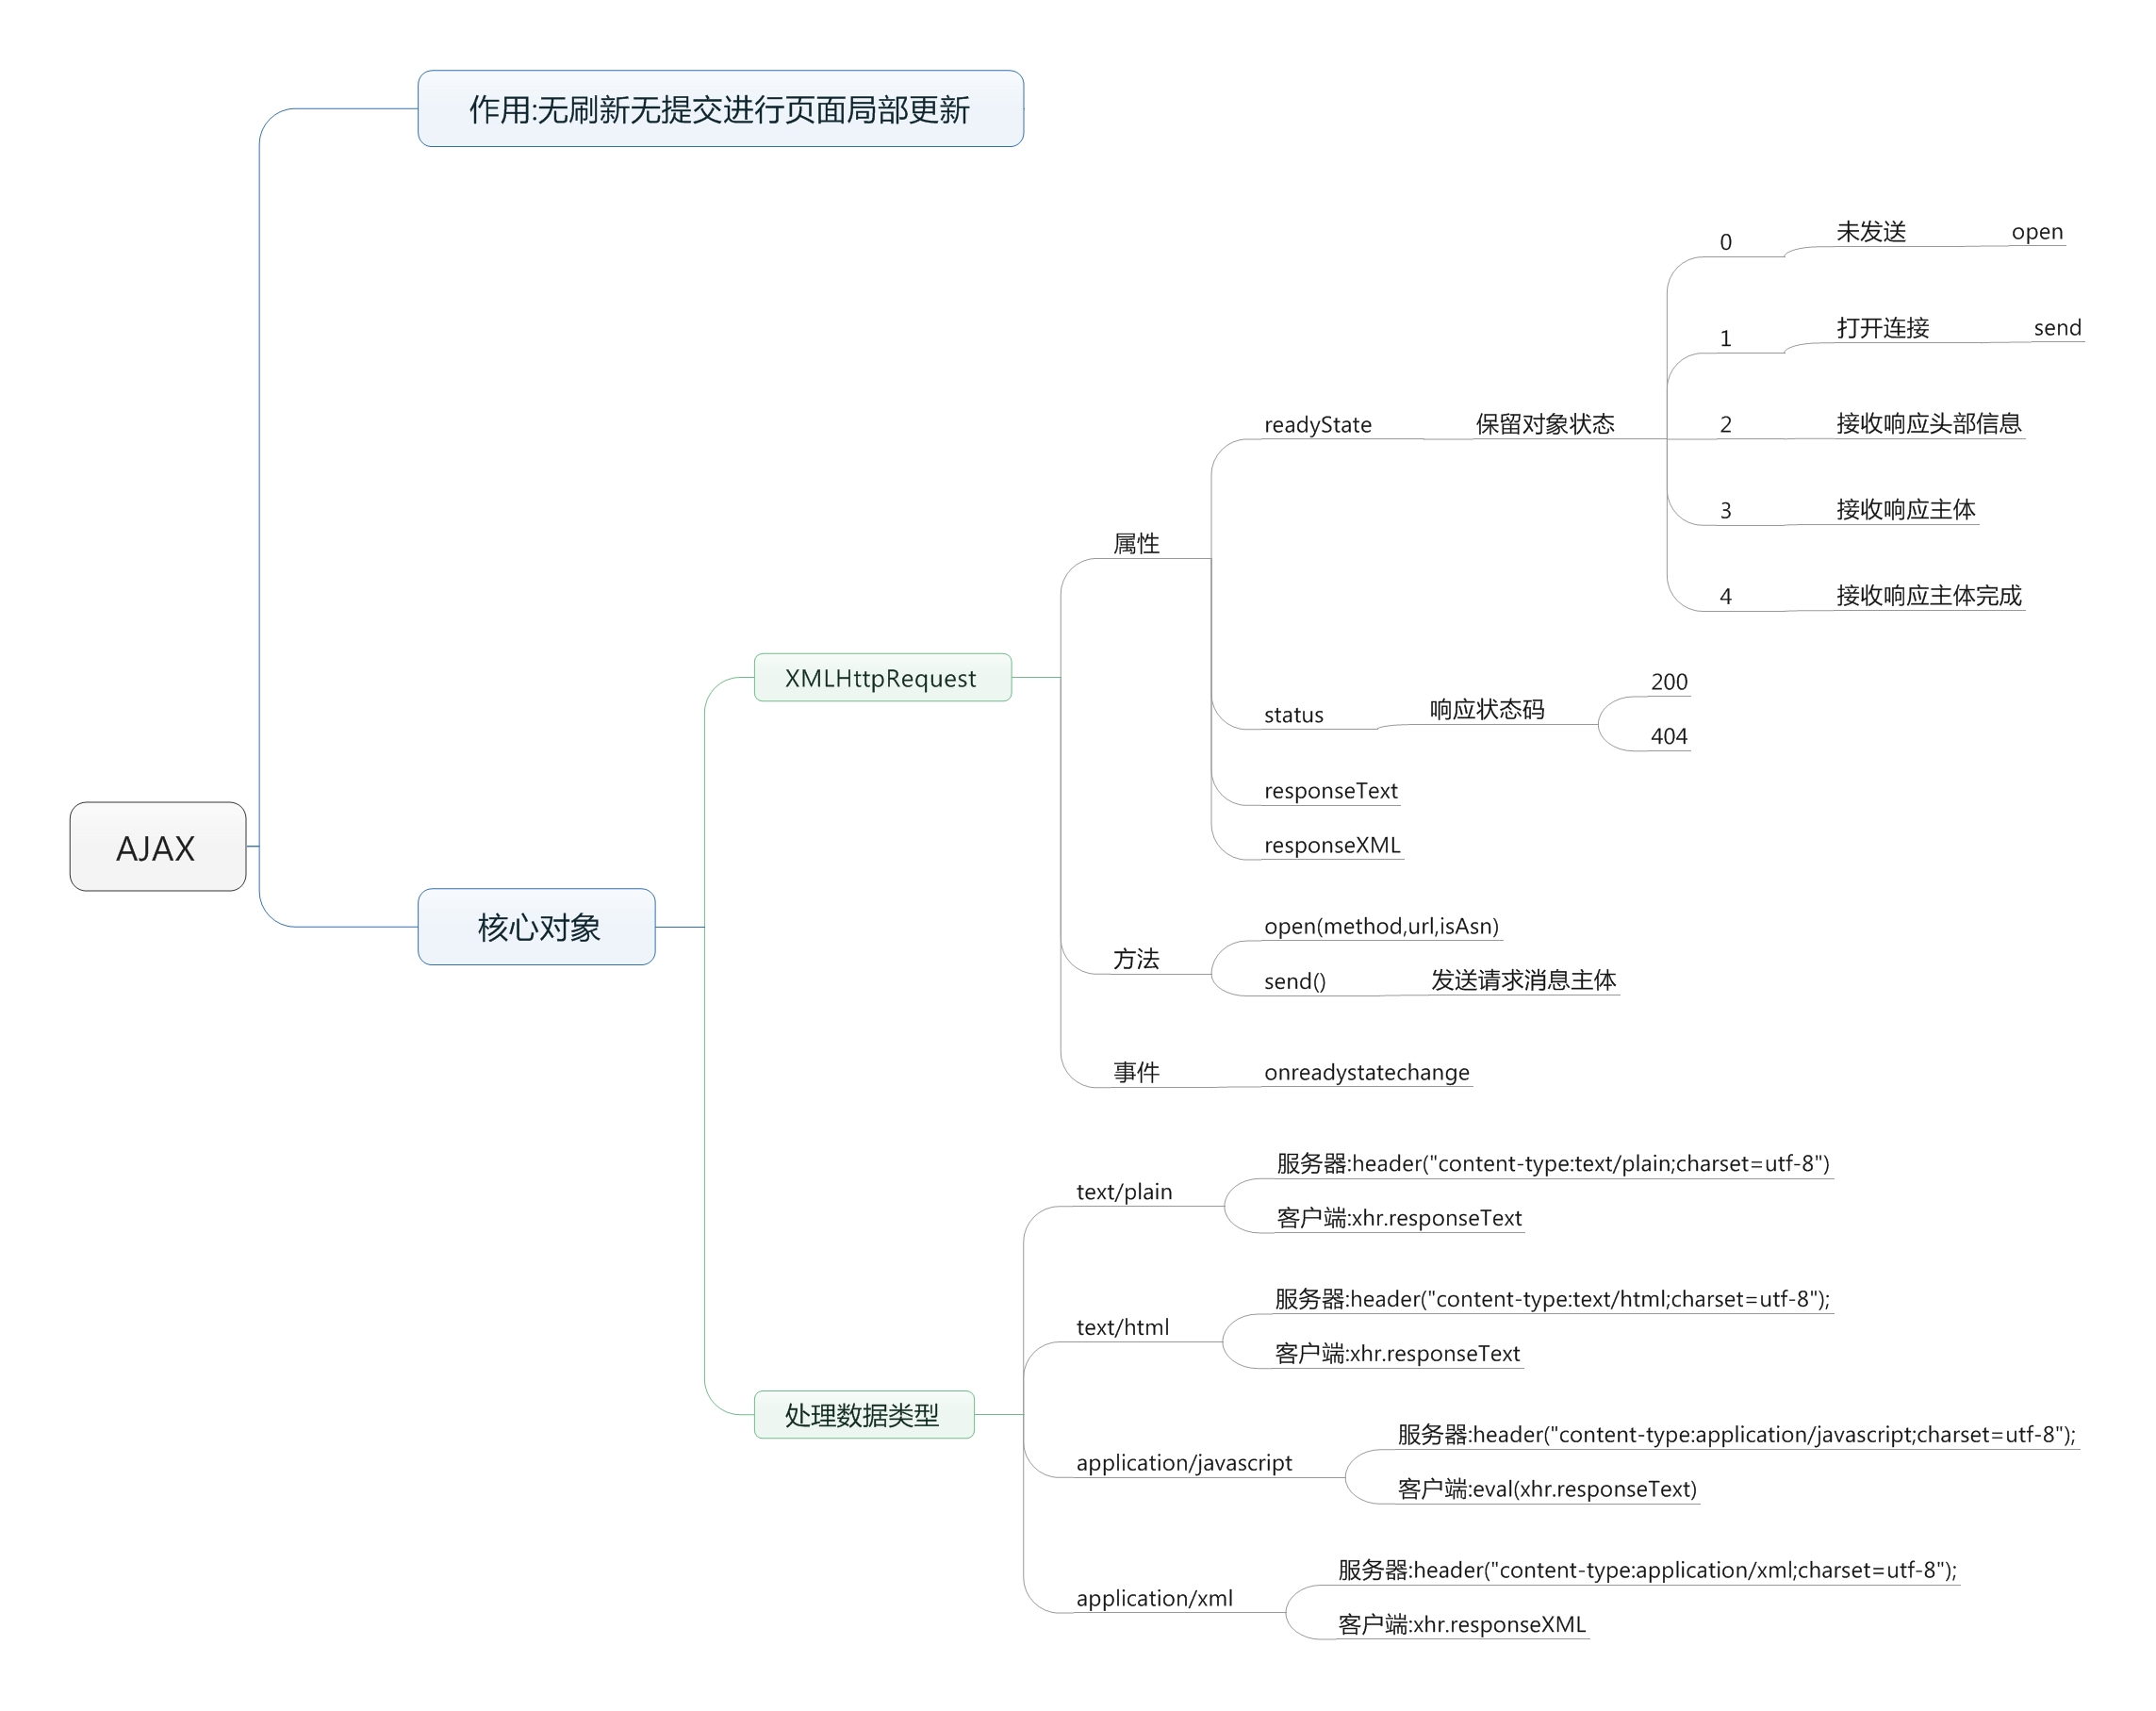 作用:无刷新无提交进行页面局部更新
0
未发送
open
1
打开连接
send
readyState
保留对象状态
2
接收响应头部信息
3
接收响应主体
属性
4
接收响应主体完成
XMLHttpRequest
200
status
响应状态码
404
responseText
AJAX
responseXML
核心对象
open(method,url,isAsn)
方法
send()
发送请求消息主体
事件
onreadystatechange
服务器:header("content-type:text/plain;charset=utf-8")
text/plain
客户端:xhr.responseText
服务器:header("content-type:text/html;charset=utf-8");
text/html
客户端:xhr.responseText
处理数据类型
服务器:header("content-type:application/javascript;charset=utf-8");
application/javascript
客户端:eval(xhr.responseText)
服务器:header("content-type:application/xml;charset=utf-8");
application/xml
客户端:xhr.responseXML